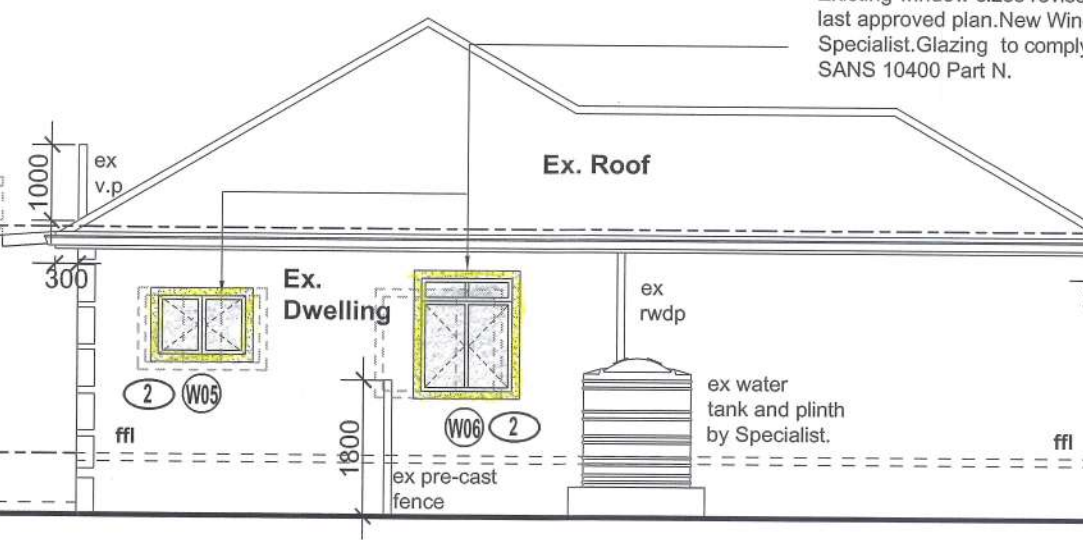 last approved plan.New Win
Specialist.Glazing to comply
SANS 10400 Part N.
ex
v.p
1000
Ex. Roof
300
Ex.
Dwelling
ex
rwdp
2
W05
W06
2
ex water
tank and plinth
by Specialist.
ffl
ffl
1800
ex pre-cast
fence